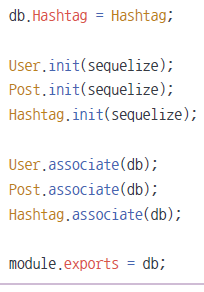 db.Hashtag = Hashtag;
User.init(sequelize);
Post.init(sequelize);
Hashtag.init(sequelize);
User.associate(db);
Post.associate(db);
Hashtag.associate(db);
module.exports = db;